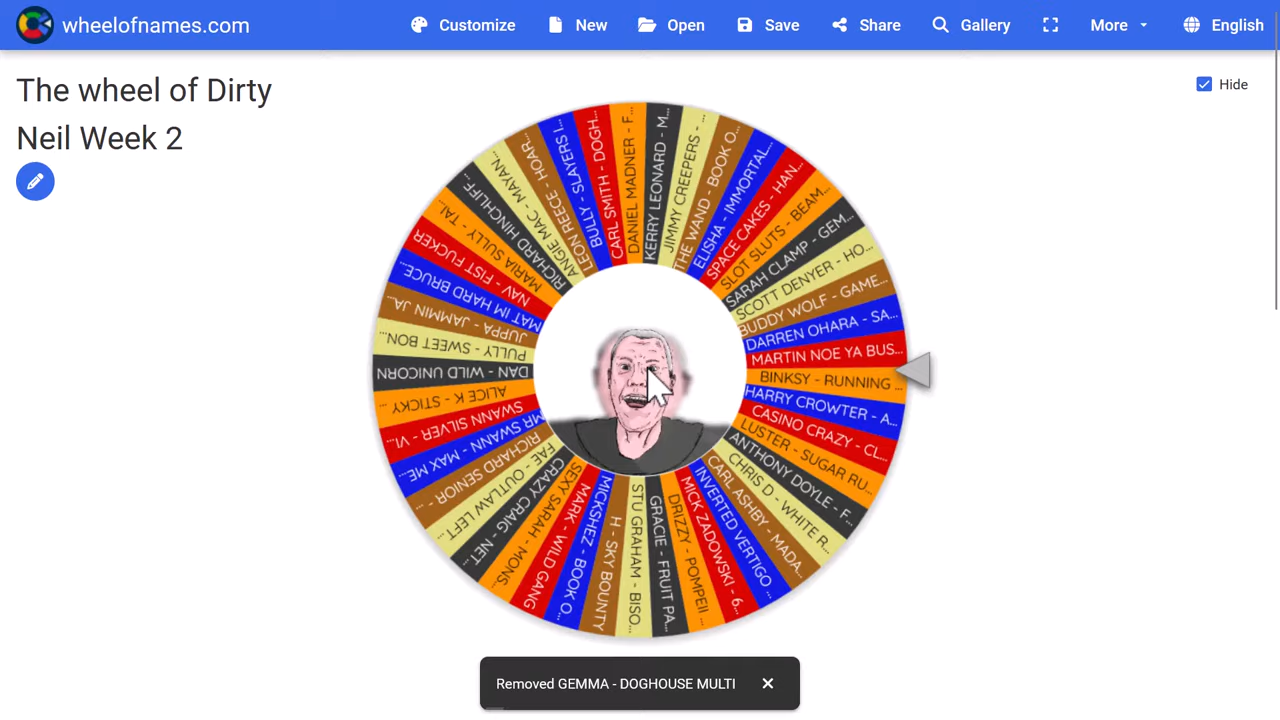 wheelofnames.com
Customize
New
Open
Save
Share
Gallery
More
English
The wheel of Dirty
Neil Week 2
Hide
KERRY LEONARD - M...
JIMMY CREEPERS - ...
THE WAND - BOOK O...
ELISHA - IMMORTAL...
SPACE CAKES - HAN...
SLOT SLUTS - BEAM...
SARAH CLAMP - GEM...
SCOTT DENYER - HO...
BUDDY WOLF - GAME...
DARREN OHARA - SA...
MARTIN NOE YA BUS...
BINKSY - RUNNING ...
HARRY CROWTER - A...
CASINO CRAZY - CL...
LUSTER - SUGAR RU...
ANTHONY DOYLE - F...
CHRIS D - WHITE R...
CARL ASHBY - MADA...
INVERTED VERTIGO ...
MICK ZADOWSKI - 6...
DRIZZY - POMPEII ...
GRACIE - FRUIT PA...
STU GRAHAM - BISO...
H - SKY BOUNTY
MICKSHEZ - BOOK O...
MARK - WILD GANG
SEXY SARAH - MONS...
CRAZY CRAIG - NET...
FAE - OUTLAW LEFT...
RICHARD SENIOR - ...
MR SWANN - MAX ME...
SWANN SILVER - VI...
ALICE K - STICKY ...
DAN - WILD UNICORN
PULLY - SWEET BON...
JUPPA - JAMMIN JA...
MAT IM HARD BRUCE...
NAV - FIST FUCKER
MARIA SULLY - TAI...
RICHARD HINCHLIFF...
ANGIE MAC - MAYAN...
LEON REECE - HOAR...
BULLY - SLAYERS I...
CARL SMITH - DOGH...
DANIEL MADNER - F...
Removed GEMMA - DOGHOUSE MULTI